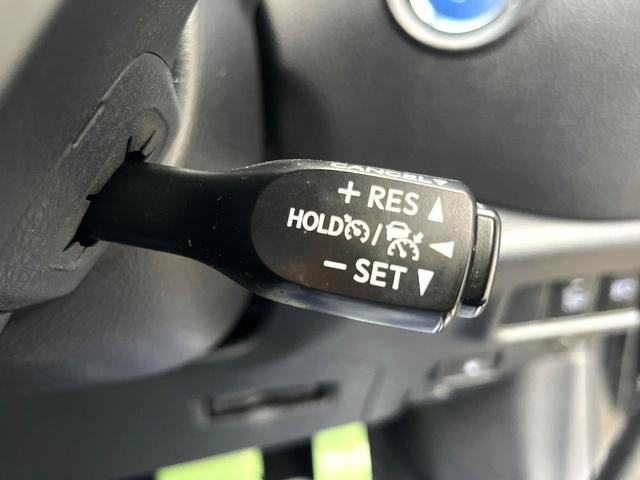 CANCEL▼
+ RES ▲
HOLD / ◀
− SET ▼